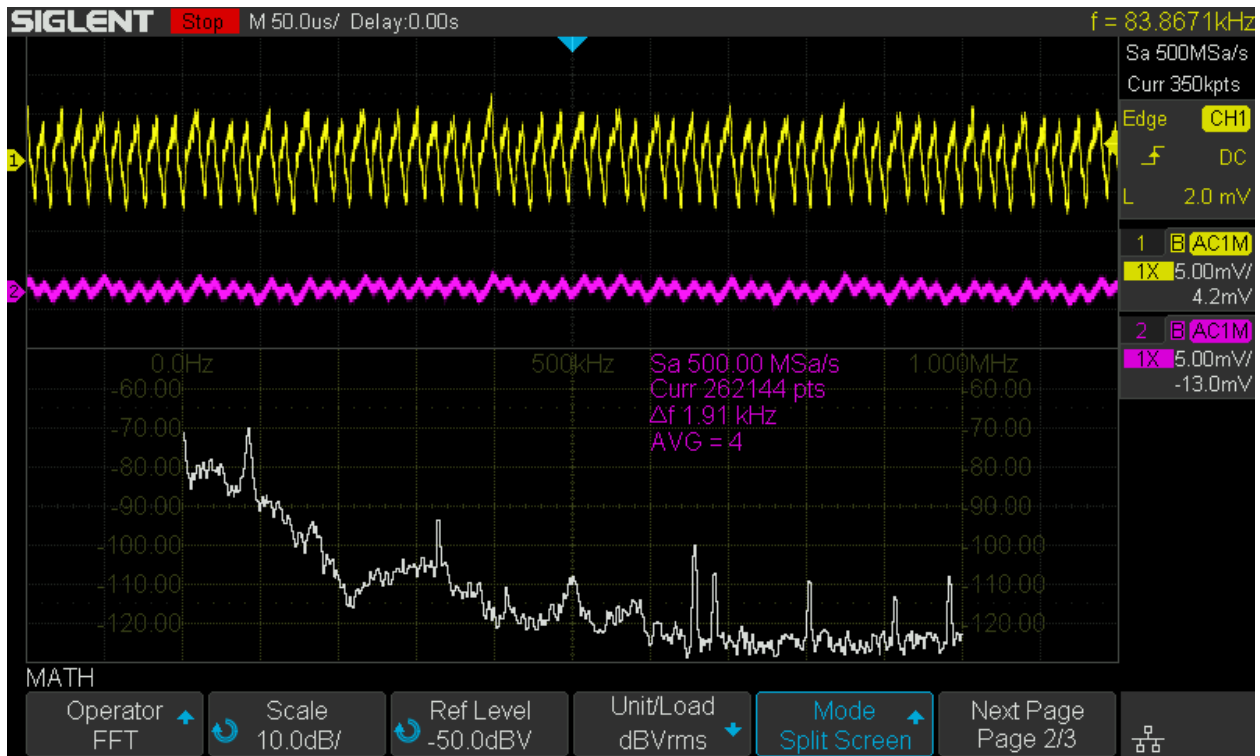 SIGLENT Stop M 50.0us/ Delay:0.00s f = 83.8671kHz
Sa 500MSa/s
Curr 350kpts
Edge CH1
DC
L 2.0 mV
1 B AC1M
1X 5.00mV/
4.2mV
2 B AC1M
1X 5.00mV/
-13.0mV
1
2
0.0Hz 500kHz 1.000MHz
Sa 500.00 MSa/s
Curr 262144 pts
Δf 1.91 kHz
AVG = 4
-60.00 -60.00
-70.00 -70.00
-80.00 -80.00
-90.00 -90.00
-100.00 -100.00
-110.00 -110.00
-120.00 -120.00
MATH
Operator
FFT
Scale
10.0dB/
Ref Level
-50.0dBV
Unit/Load
dBVrms
Mode
Split Screen
Next Page
Page 2/3